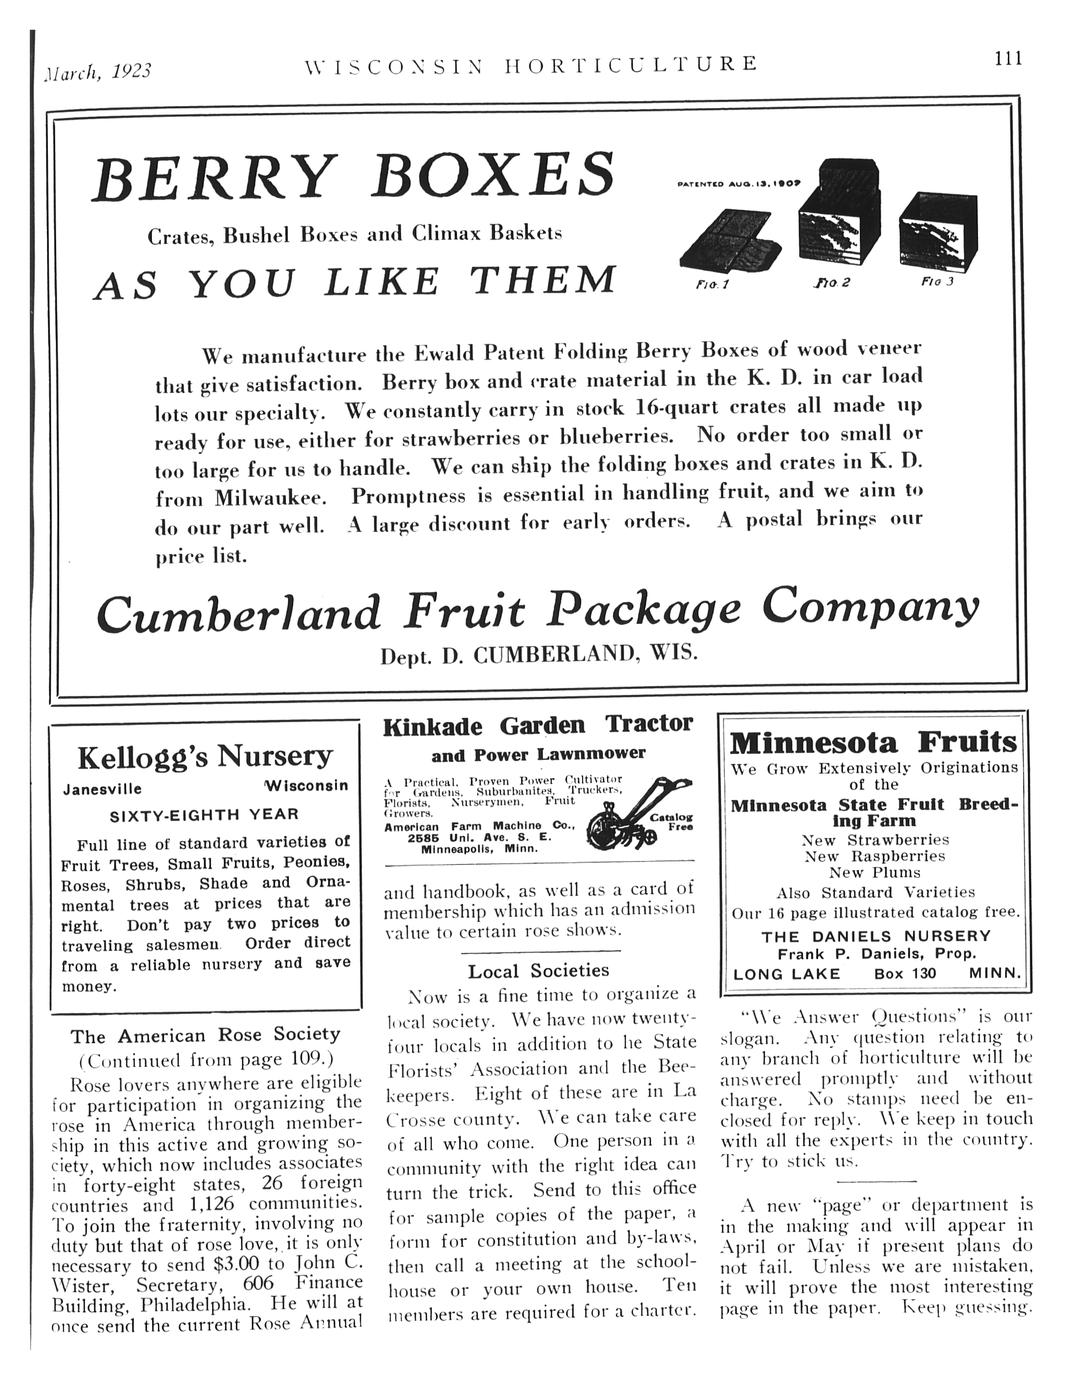 March, 1923
WISCONSIN HORTICULTURE
111
BERRY BOXES
Crates, Bushel Boxes and Climax Baskets
AS YOU LIKE THEM
PATENTED AUG. 13, 1907
Fig. 1
Fig. 2
Fig 3
We manufacture the Ewald Patent Folding Berry Boxes of wood veneer
that give satisfaction. Berry box and crate material in the K. D. in car load
lots our specialty. We constantly carry in stock 16-quart crates all made up
ready for use, either for strawberries or blueberries. No order too small or
too large for us to handle. We can ship the folding boxes and crates in K. D.
from Milwaukee. Promptness is essential in handling fruit, and we aim to
do our part well. A large discount for early orders. A postal brings our
price list.
Cumberland Fruit Package Company
Dept. D. CUMBERLAND, WIS.
Kellogg's Nursery
Janesville Wisconsin
SIXTY-EIGHTH YEAR
Full line of standard varieties of
Fruit Trees, Small Fruits, Peonies,
Roses, Shrubs, Shade and Orna-
mental trees at prices that are
right. Don't pay two prices to
traveling salesmen. Order direct
from a reliable nursery and save
money.
The American Rose Society
(Continued from page 109.)
Rose lovers anywhere are eligible
for participation in organizing the
rose in America through member-
ship in this active and growing so-
ciety, which now includes associates
in forty-eight states, 26 foreign
countries and 1,126 communities.
To join the fraternity, involving no
duty but that of rose love, it is only
necessary to send $3.00 to John C.
Wister, Secretary, 606 Finance
Building, Philadelphia. He will at
once send the current Rose Annual
Kinkade Garden Tractor
and Power Lawnmower
A Practical, Proven Power Cultivator
for Gardens, Suburbanites, Truckers,
Florists, Nurserymen, Fruit
Growers.
American Farm Machine Co.,
2585 Uni. Ave. S. E.
Minneapolis, Minn.
Catalog
Free
and handbook, as well as a card of
membership which has an admission
value to certain rose shows.
Local Societies
Now is a fine time to organize a
local society. We have now twenty-
four locals in addition to he State
Florists' Association and the Bee-
keepers. Eight of these are in La
Crosse county. We can take care
of all who come. One person in a
community with the right idea can
turn the trick. Send to this office
for sample copies of the paper, a
form for constitution and by-laws,
then call a meeting at the school-
house or your own house. Ten
members are required for a charter.
Minnesota Fruits
We Grow Extensively Originations
of the
Minnesota State Fruit Breed-
ing Farm
New Strawberries
New Raspberries
New Plums
Also Standard Varieties
Our 16 page illustrated catalog free.
THE DANIELS NURSERY
Frank P. Daniels, Prop.
LONG LAKE Box 130 MINN.
"We Answer Questions" is our
slogan. Any question relating to
any branch of horticulture will be
answered promptly and without
charge. No stamps need be en-
closed for reply. We keep in touch
with all the experts in the country.
Try to stick us.
A new "page" or department is
in the making and will appear in
April or May if present plans do
not fail. Unless we are mistaken,
it will prove the most interesting
page in the paper. Keep guessing.